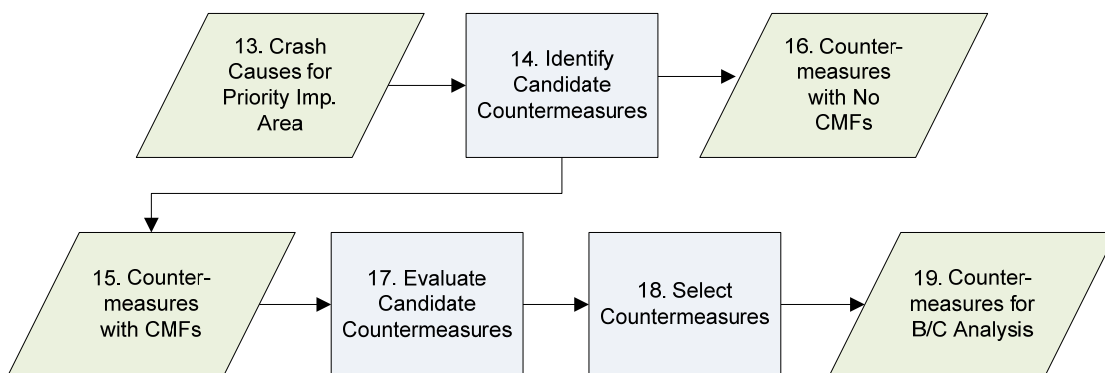 13. Crash
Causes for
Priority Imp.
Area
14. Identify
Candidate
Countermeasures
16. Counter-
measures
with No
CMFs
15. Counter-
measures
with CMFs
17. Evaluate
Candidate
Countermeasures
18. Select
Countermeasures
19. Counter-
measures for
B/C Analysis